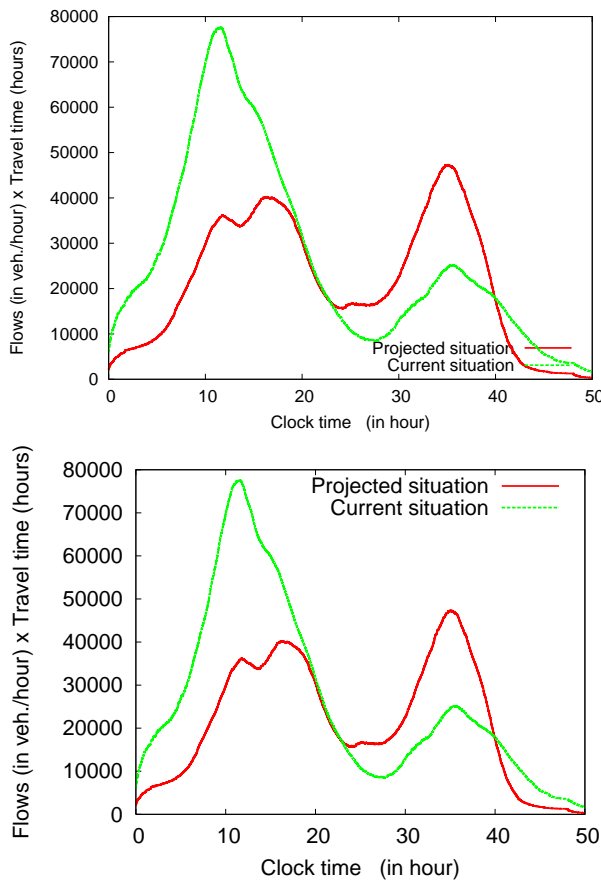 80000
70000
60000
50000
40000
30000
20000
10000
0
Flows (in veh./hour) x Travel time (hours)
Projected situation
Current situation
0 10 20 30 40 50
Clock time (in hour)
80000
70000
60000
50000
40000
30000
20000
10000
0
Flows (in veh./hour) x Travel time (hours)
Projected situation
Current situation
0 10 20 30 40 50
Clock time (in hour)